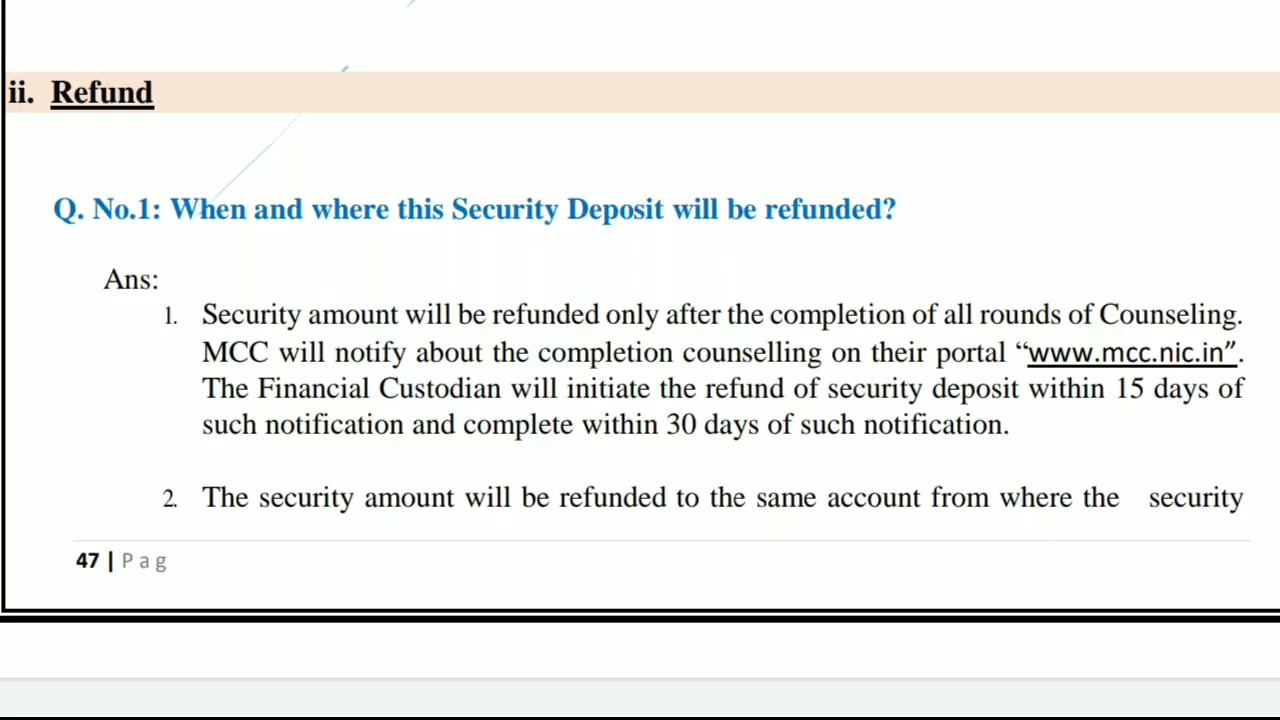 ii. Refund
Q. No.1: When and where this Security Deposit will be refunded?
Ans:
1. Security amount will be refunded only after the completion of all rounds of Counseling.
MCC will notify about the completion counselling on their portal “www.mcc.nic.in”.
The Financial Custodian will initiate the refund of security deposit within 15 days of
such notification and complete within 30 days of such notification.
2. The security amount will be refunded to the same account from where the security
47 | P a g